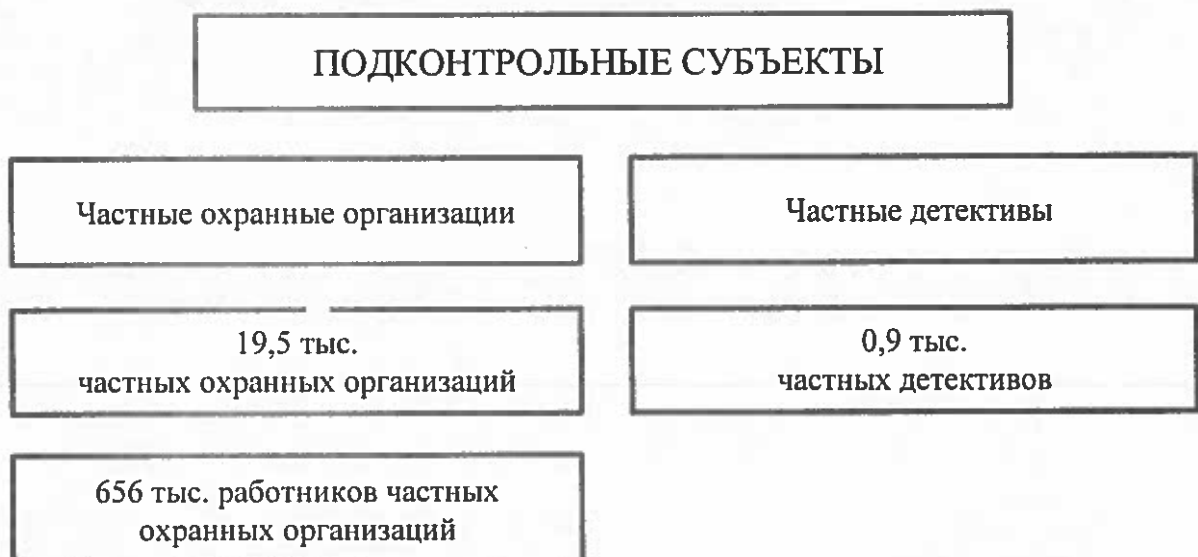 ПОДКОНТРОЛЬНЫЕ СУБЪЕКТЫ
Частные охранные организации
Частные детективы
19,5 тыс.
частных охранных организаций
0,9 тыс.
частных детективов
656 тыс. работников частных
охранных организаций